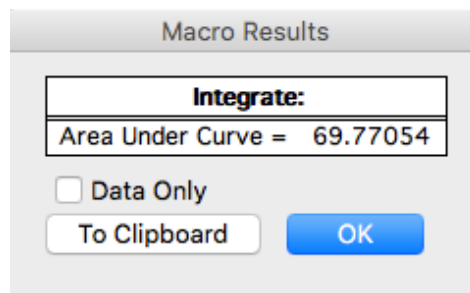 Macro Results
Integrate:
Area Under Curve = 69.77054
Data Only
To Clipboard
OK